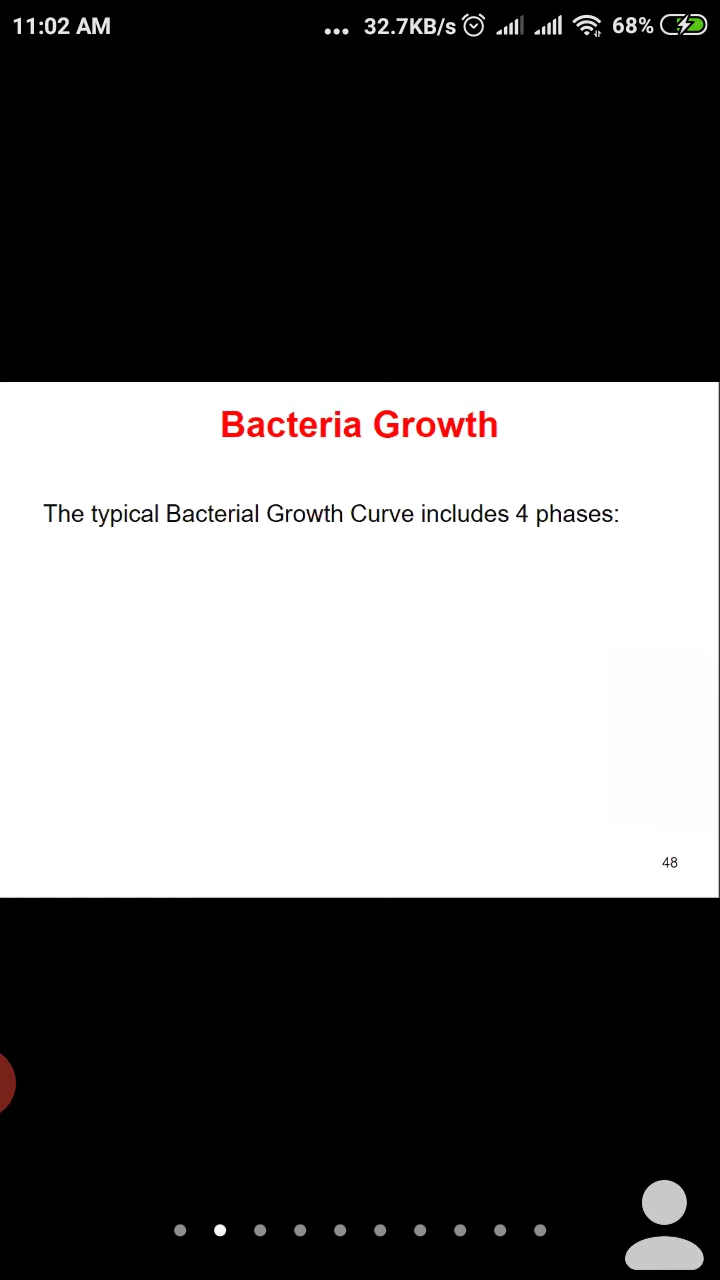 11:02 AM ... 32.7KB/s 68%
Bacteria Growth
The typical Bacterial Growth Curve includes 4 phases:
48